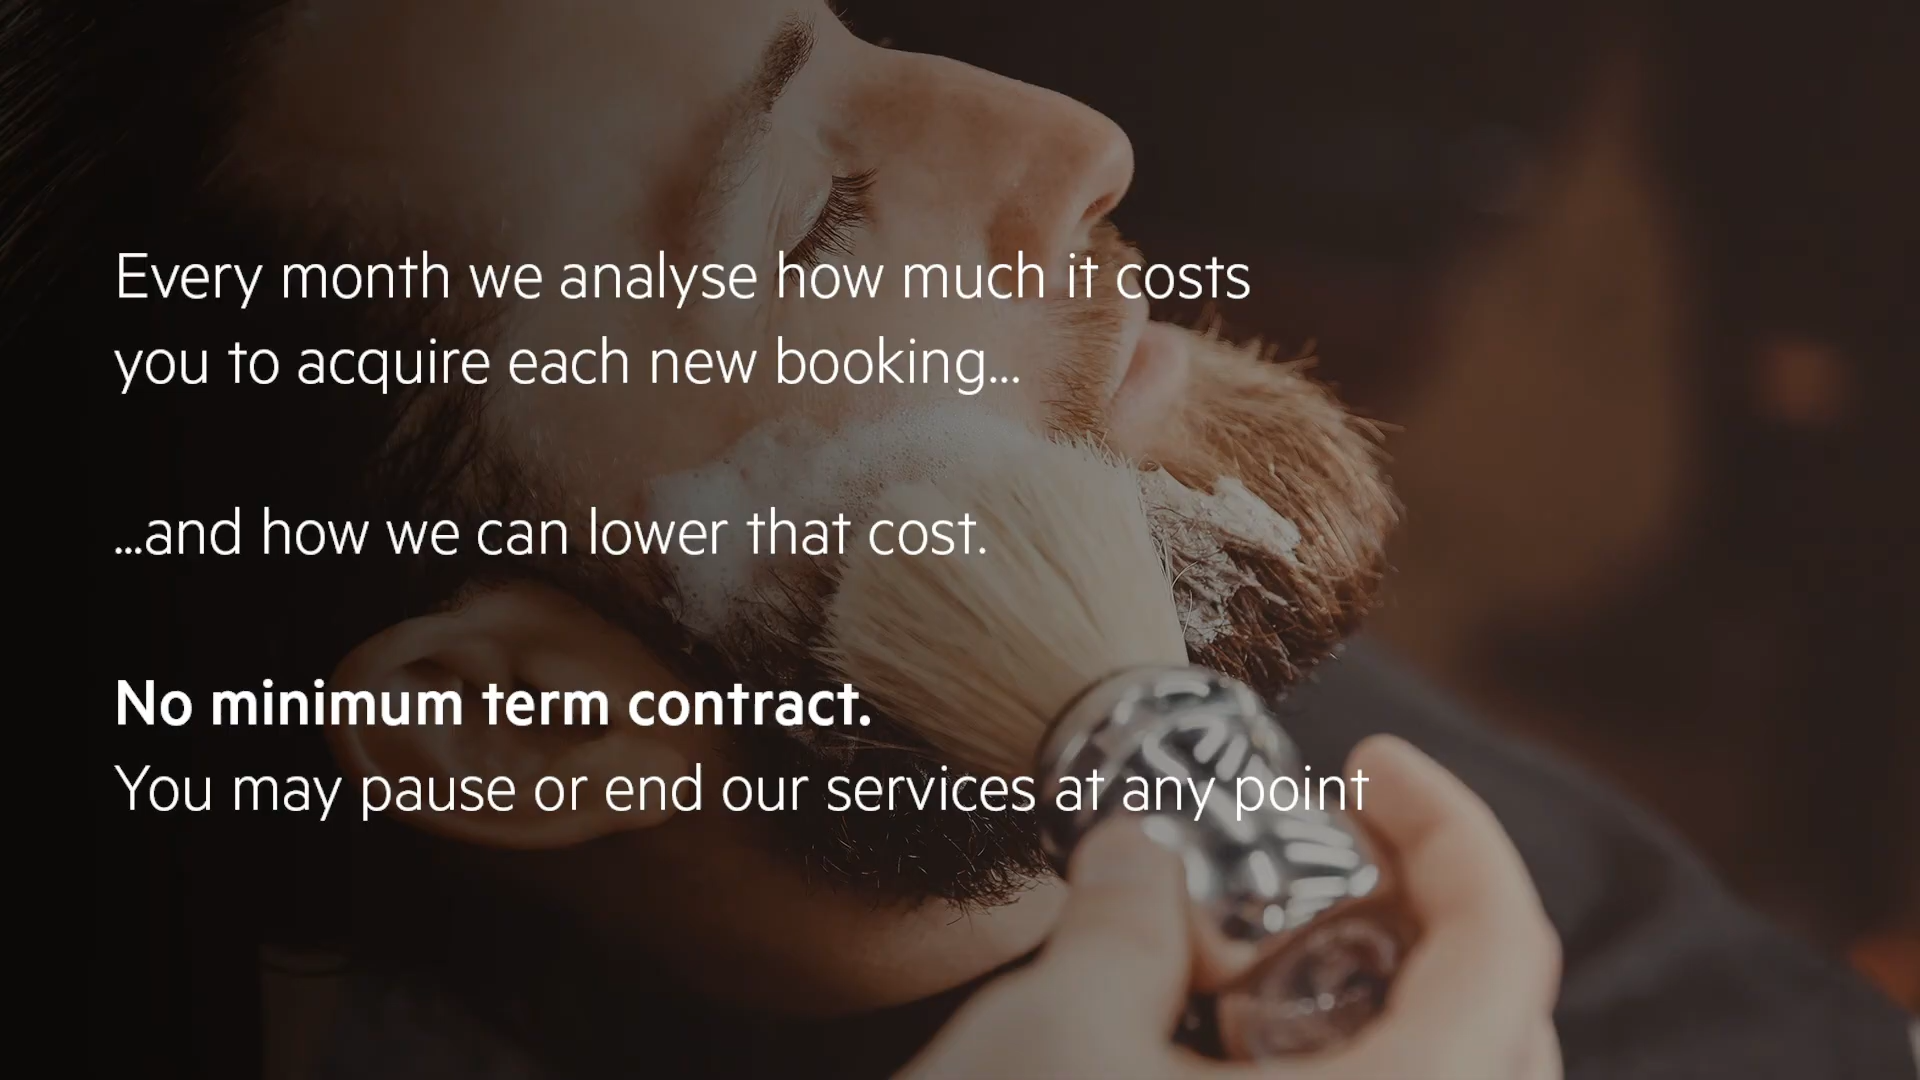 Every month we analyse how much it costs
you to acquire each new booking...
...and how we can lower that cost.
No minimum term contract.
You may pause or end our services at any point